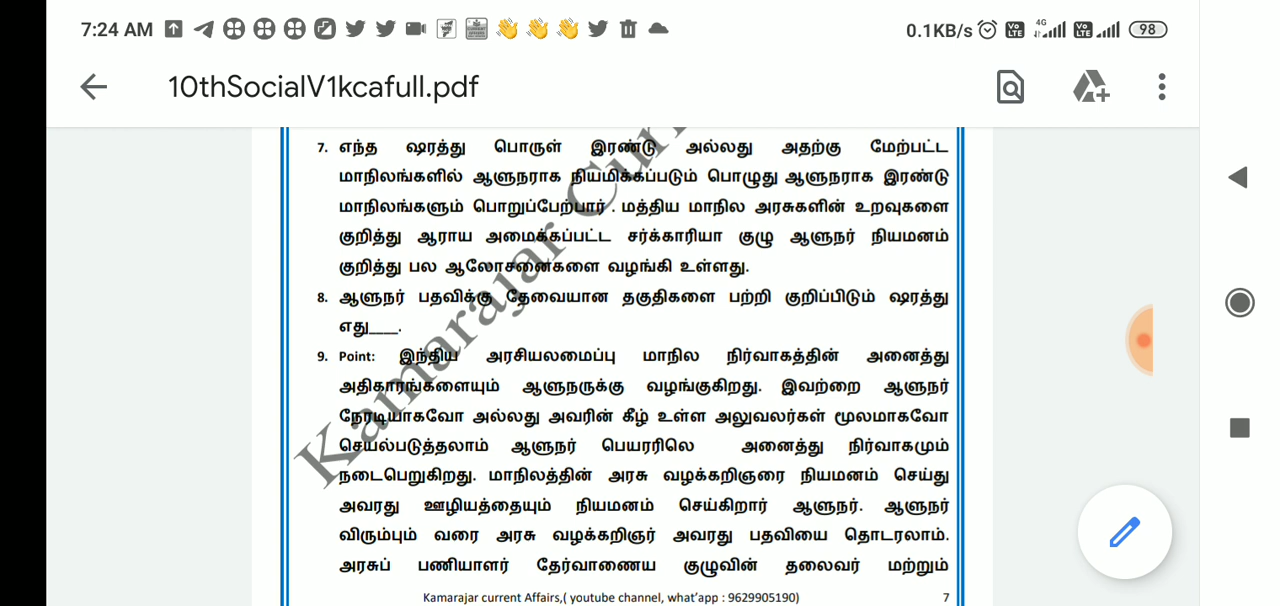 7:24 AM
0.1KB/s 4G 98
10thSocialV1kcafull.pdf
7. எந்த ஷரத்து பொருள் இரண்டு அல்லது அதற்கு மேற்பட்ட
மாநிலங்களில் ஆளுநராக நியமிக்கப்படும் பொழுது ஆளுநராக இரண்டு
மாநிலங்களும் பொறுப்பேற்பார் . மத்திய மாநில அரசுகளின் உறவுகளை
குறித்து ஆராய அமைக்கப்பட்ட சர்க்காரியா குழு ஆளுநர் நியமனம்
குறித்து பல ஆலோசனைகளை வழங்கி உள்ளது.
8. ஆளுநர் பதவிக்கு தேவையான தகுதிகளை பற்றி குறிப்பிடும் ஷரத்து
எது____.
9. Point: இந்திய அரசியலமைப்பு மாநில நிர்வாகத்தின் அனைத்து
அதிகாரங்களையும் ஆளுநருக்கு வழங்குகிறது. இவற்றை ஆளுநர்
நேரடியாகவோ அல்லது அவரின் கீழ் உள்ள அலுவலர்கள் மூலமாகவோ
செயல்படுத்தலாம் ஆளுநர் பெயரரிலெ அனைத்து நிர்வாகமும்
நடைபெறுகிறது. மாநிலத்தின் அரசு வழக்கறிஞரை நியமனம் செய்து
அவரது ஊழியத்தையும் நியமனம் செய்கிறார் ஆளுநர். ஆளுநர்
விரும்பும் வரை அரசு வழக்கறிஞர் அவரது பதவியை தொடரலாம்.
அரசுப் பணியாளர் தேர்வாணைய குழுவின் தலைவர் மற்றும்
Kamarajar current Affairs,( youtube channel, what'app : 9629905190) 7
Kamarajar Curr